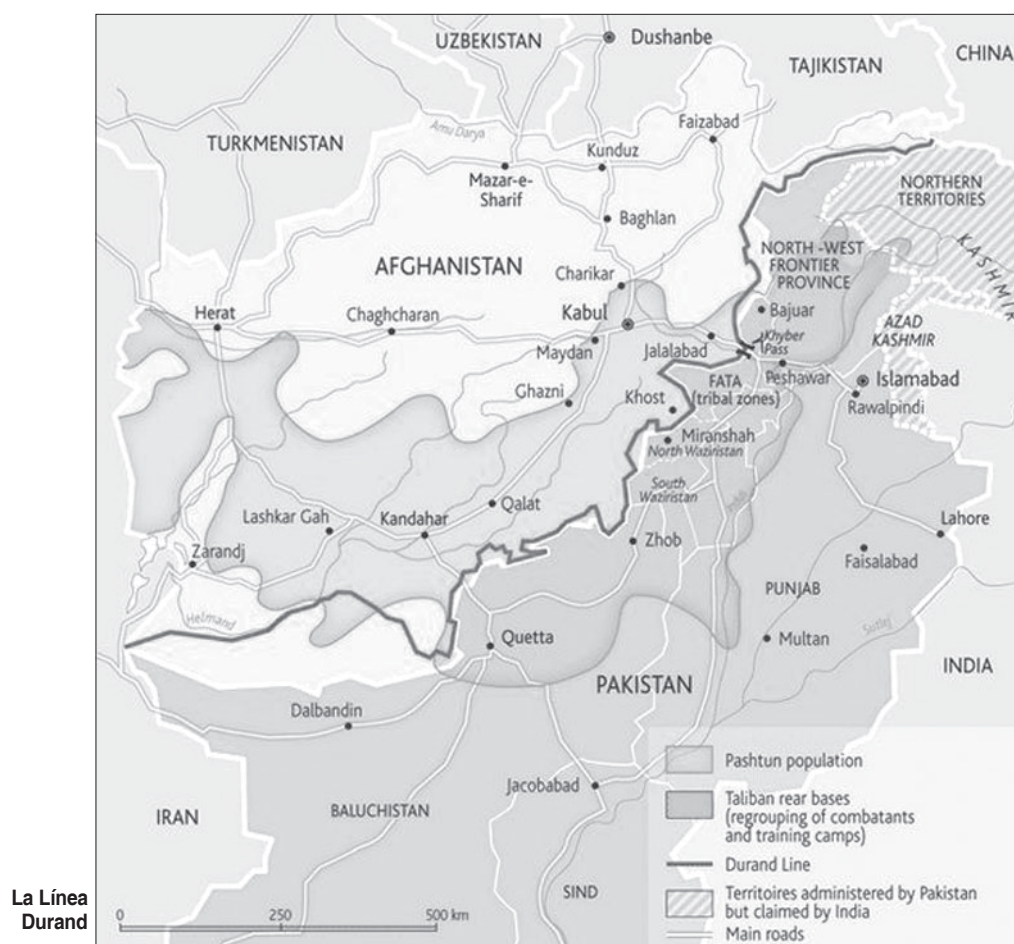 UZBEKISTAN
Dushanbe
CHINA
TAJIKISTAN
TURKMENISTAN
Amu Darya
Faizabad
Kunduz
Mazar-e-
Sharif
NORTHERN
TERRITORIES
Baghlan
KASHMIR
NORTH -WEST
FRONTIER
PROVINCE
AFGHANISTAN
Charikar
Herat
Chaghcharan
Kabul
Bajuar
AZAD
KASHMIR
Khyber
Pass
Maydan
Jalalabad
Peshawar
Islamabad
Rawalpindi
FATA
(tribal zones)
Ghazni
Khost
Miranshah
North Waziristan
South
Waziristan
Indus
Lashkar Gah
Kandahar
Qalat
Zhob
Lahore
Faisalabad
Zarandj
PUNJAB
Helmand
Quetta
Multan
Sutlej
INDIA
PAKISTAN
Dalbandin
Jacobabad
IRAN
BALUCHISTAN
SIND
Pashtun population
Taliban rear bases
(regrouping of combatants
and training camps)
Durand Line
Territoires administered by Pakistan
but claimed by India
Main roads
0 250 500 km
La Línea
Durand